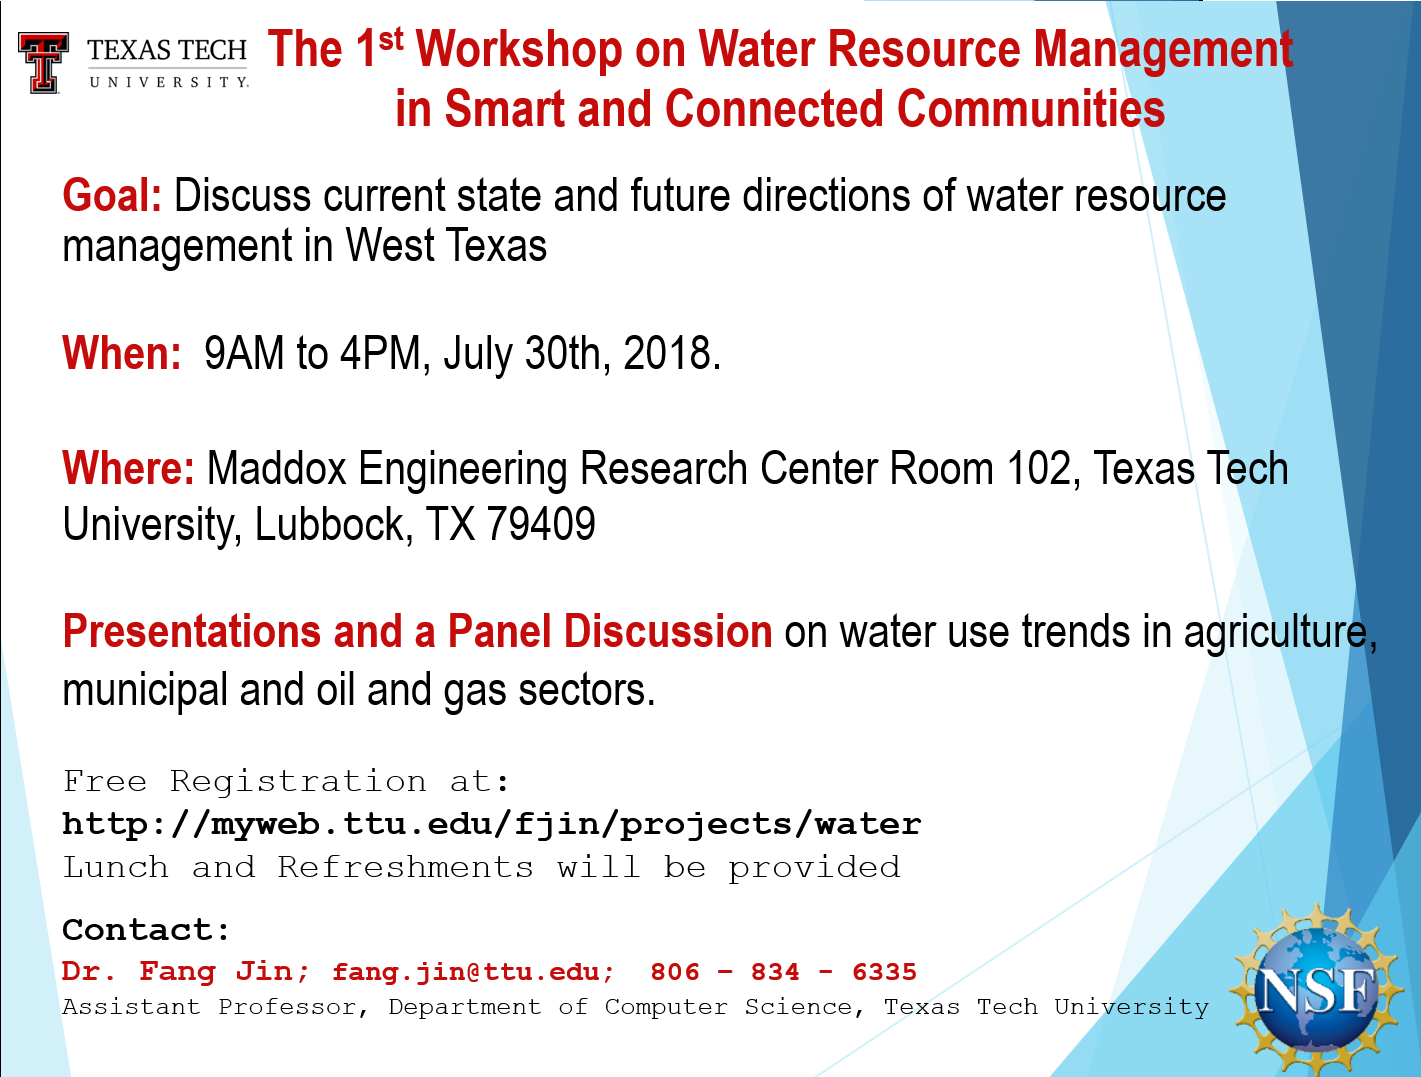 TEXAS TECH
UNIVERSITY.
The 1st Workshop on Water Resource Management
in Smart and Connected Communities
Goal: Discuss current state and future directions of water resource
management in West Texas
When: 9AM to 4PM, July 30th, 2018.
Where: Maddox Engineering Research Center Room 102, Texas Tech
University, Lubbock, TX 79409
Presentations and a Panel Discussion on water use trends in agriculture,
municipal and oil and gas sectors.
Free Registration at:
http://myweb.ttu.edu/fjin/projects/water
Lunch and Refreshments will be provided
Contact:
Dr. Fang Jin; fang.jin@ttu.edu; 806 – 834 - 6335
Assistant Professor, Department of Computer Science, Texas Tech University
NSF